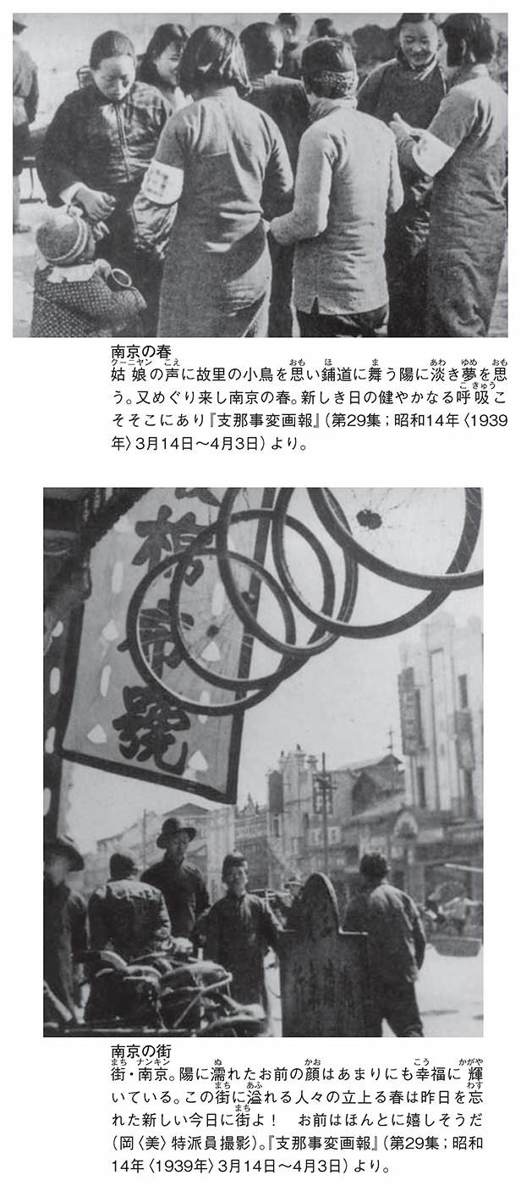 南京の春
クーニャン こえ おも ほ ま あわ ゆめ おも
姑娘の声に故里の小鳥を思い鋪道に舞う陽に淡き夢を思
こきゅう
う。又めぐり来し南京の春。新しき日の健やかなる呼吸こ
そそこにあり『支那事変画報』(第29集;昭和14年〈1939
年〉3月14日〜4月3日)より。
棉布號
南京の街
まち ナンキン ぬ かお こう かがや
街・南京。陽に濡れたお前の顔はあまりにも幸福に輝
まち あふ わす
いている。この街に溢れる人々の立上る春は昨日を忘
まち
れた新しい今日に街よ! お前はほんとに嬉しそうだ
(岡〈美〉特派員撮影)。『支那事変画報』(第29集;昭和
14年〈1939年〉3月14日〜4月3日)より。